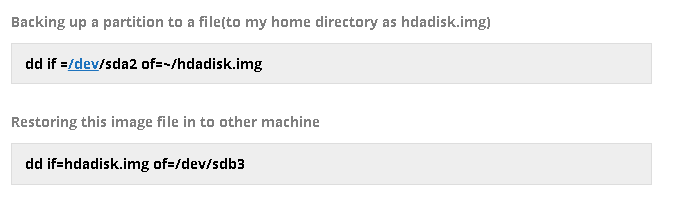 Backing up a partition to a file(to my home directory as hdadisk.img)
dd if =/dev/sda2 of=~/hdadisk.img
Restoring this image file in to other machine
dd if=hdadisk.img of=/dev/sdb3